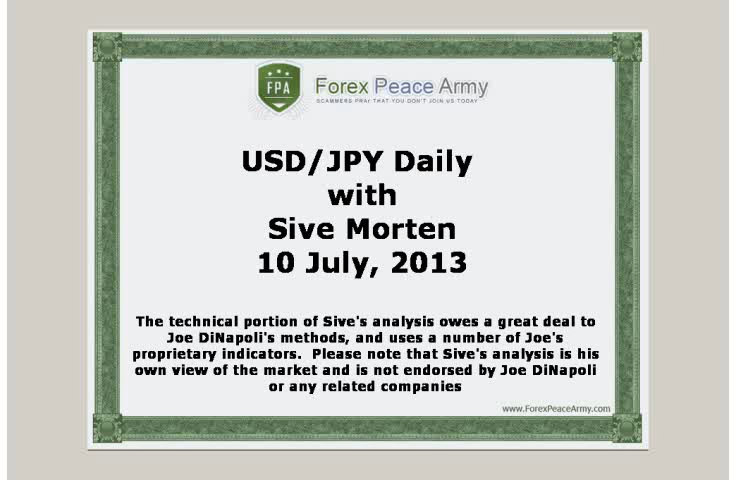 FPA
Forex Peace Army
SCAMMERS PRAY THAT YOU DON'T JOIN US TODAY
USD/JPY Daily
with
Sive Morten
10 July, 2013
The technical portion of Sive's analysis owes a great deal to
Joe DiNapoli's methods, and uses a number of Joe's
proprietary indicators.  Please note that Sive's analysis is his
own view of the market and is not endorsed by Joe DiNapoli
or any related companies
www.ForexPeaceArmy.com